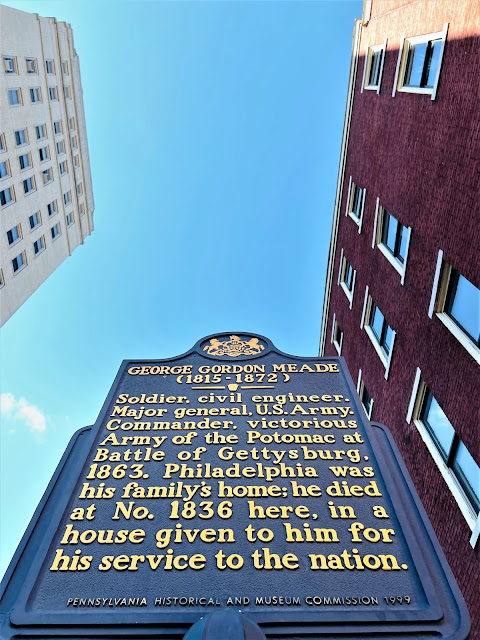 GEORGE GORDON MEADE
(1815-1872)
Soldier, civil engineer.
Major general, U.S. Army.
Commander, victorious
Army of the Potomac at
Battle of Gettysburg,
1863. Philadelphia was
his family's home; he died
at No. 1836 here, in a
house given to him for
his service to the nation.
PENNSYLVANIA HISTORICAL AND MUSEUM COMMISSION 1999